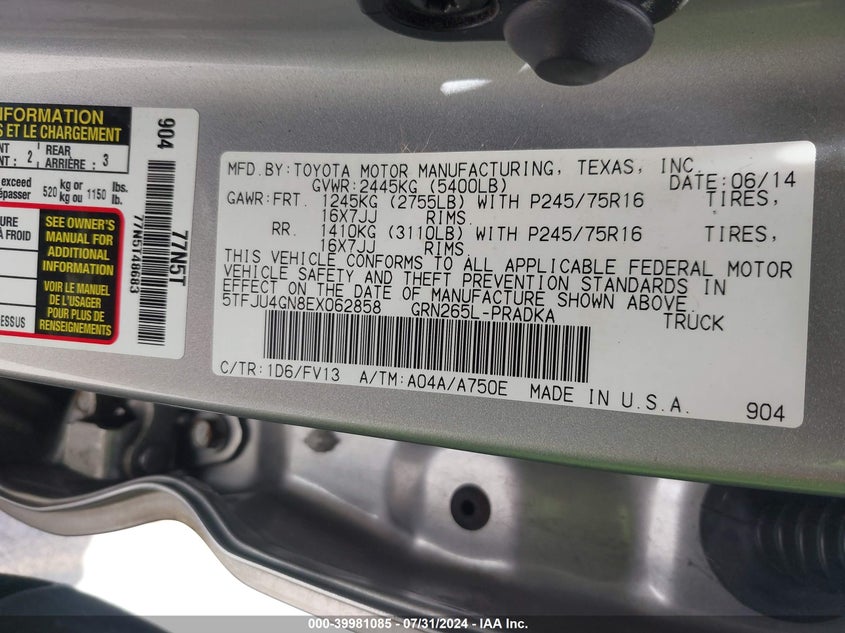 INFORMATION
S ET LE CHARGEMENT
NT : 2 REAR ARRIÈRE : 3
exceed 520 kg or kg ou 1150 lbs. lb.
épasser
URE
À FROID
SEE OWNER'S
MANUAL FOR
ADDITIONAL
INFORMATION
VOIR LE MANUEL
DE L'USAGER
POUR PLUS DE
RENSEIGNEMENTS
ESSUS
904
77N5T
MFD.BY:TOYOTA MOTOR MANUFACTURING, TEXAS, INC.
GVWR:2445KG (5400LB) DATE:06/14
GAWR:FRT. 1245KG (2755LB) WITH P245/75R16 TIRES,
16X7JJ RIMS.
RR. 1410KG (3110LB) WITH P245/75R16 TIRES,
16X7JJ RIMS.
THIS VEHICLE CONFORMS TO ALL APPLICABLE FEDERAL MOTOR
VEHICLE SAFETY AND THEFT PREVENTION STANDARDS IN
EFFECT ON THE DATE OF MANUFACTURE SHOWN ABOVE.
5TFJU4GN8EX062858 GRN265L-PRADKA TRUCK
C/TR:1D6/FV13 A/TM:A04A/A750E MADE IN U.S.A.
904
000-39981085 - 07/31/2024 - IAA Inc.